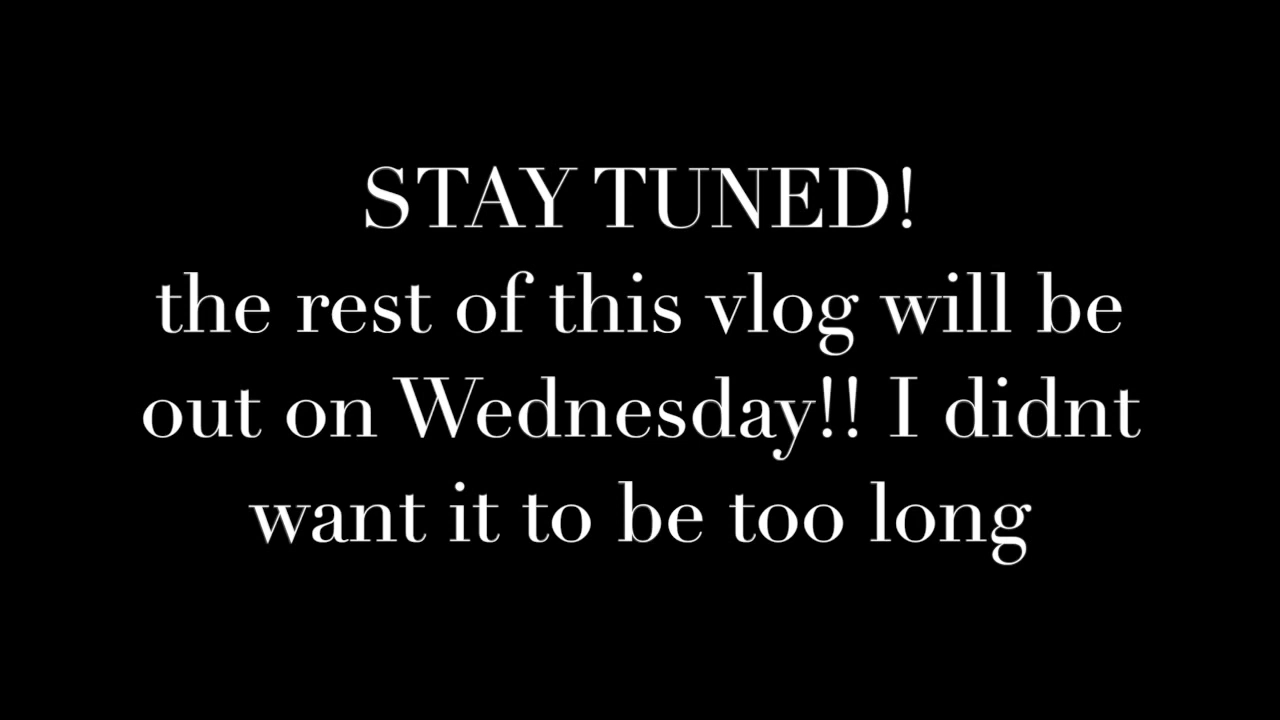 STAY TUNED!
the rest of this vlog will be
out on Wednesday!! I didnt
want it to be too long